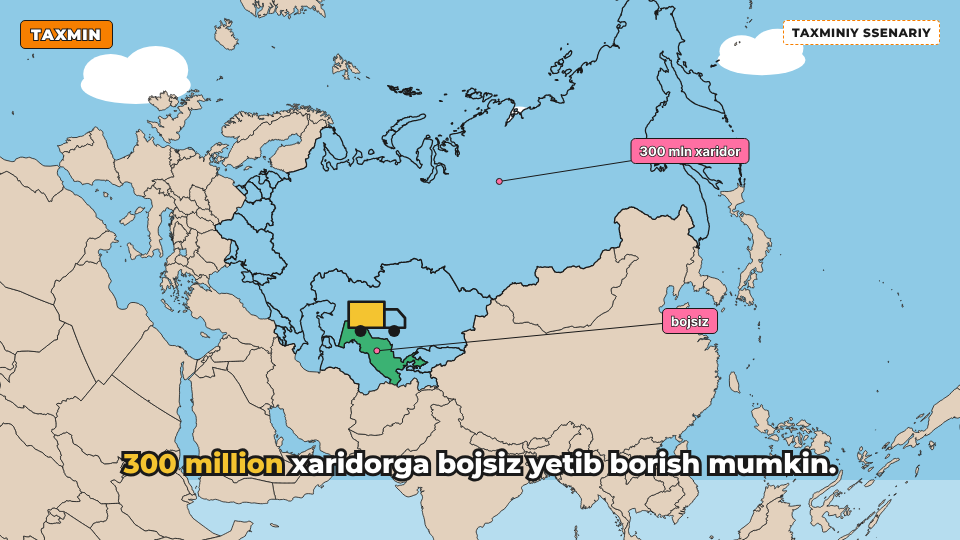 TAXMIN
TAXMINIY SSENARIY
300 mln xaridor
bojsiz
300 million xaridorga bojsiz yetib borish mumkin.